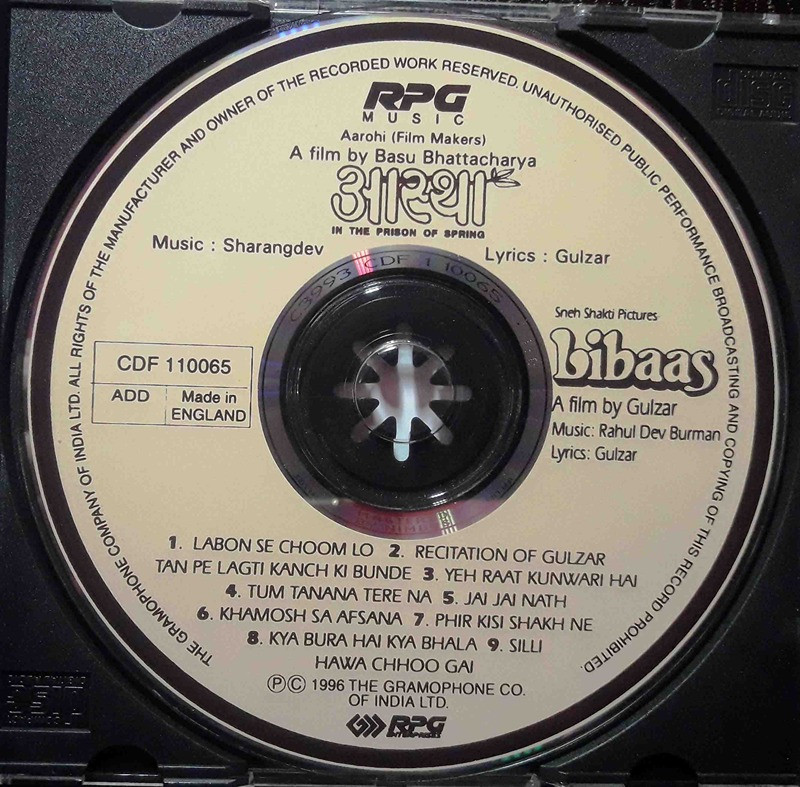 THE GRAMOPHONE COMPANY OF INDIA LTD. ALL RIGHTS OF THE MANUFACTURER AND OWNER OF THE RECORDED WORK RESERVED. UNAUTHORISED PUBLIC PERFORMANCE BROADCASTING AND COPYING OF THIS RECORD PROHIBITED.
RPG
MUSIC
Aarohi (Film Makers)
A film by Basu Bhattacharya
आस्था
IN THE PRISON OF SPRING
Music : Sharangdev
Lyrics : Gulzar
C3993 CDF 1 10065
Sneh Shakti Pictures
Libaas
A film by Gulzar
Music: Rahul Dev Burman
Lyrics: Gulzar
CDF 110065
ADD
Made in
ENGLAND
1. LABON SE CHOOM LO 2. RECITATION OF GULZAR
TAN PE LAGTI KANCH KI BUNDE 3. YEH RAAT KUNWARI HAI
4. TUM TANANA TERE NA 5. JAI JAI NATH
6. KHAMOSH SA AFSANA 7. PHIR KISI SHAKH NE
8. KYA BURA HAI KYA BHALA 9. SILLI
HAWA CHHOO GAI
ⓅⒸ 1996 THE GRAMOPHONE CO.
OF INDIA LTD.
RPG
ENTERPRISES